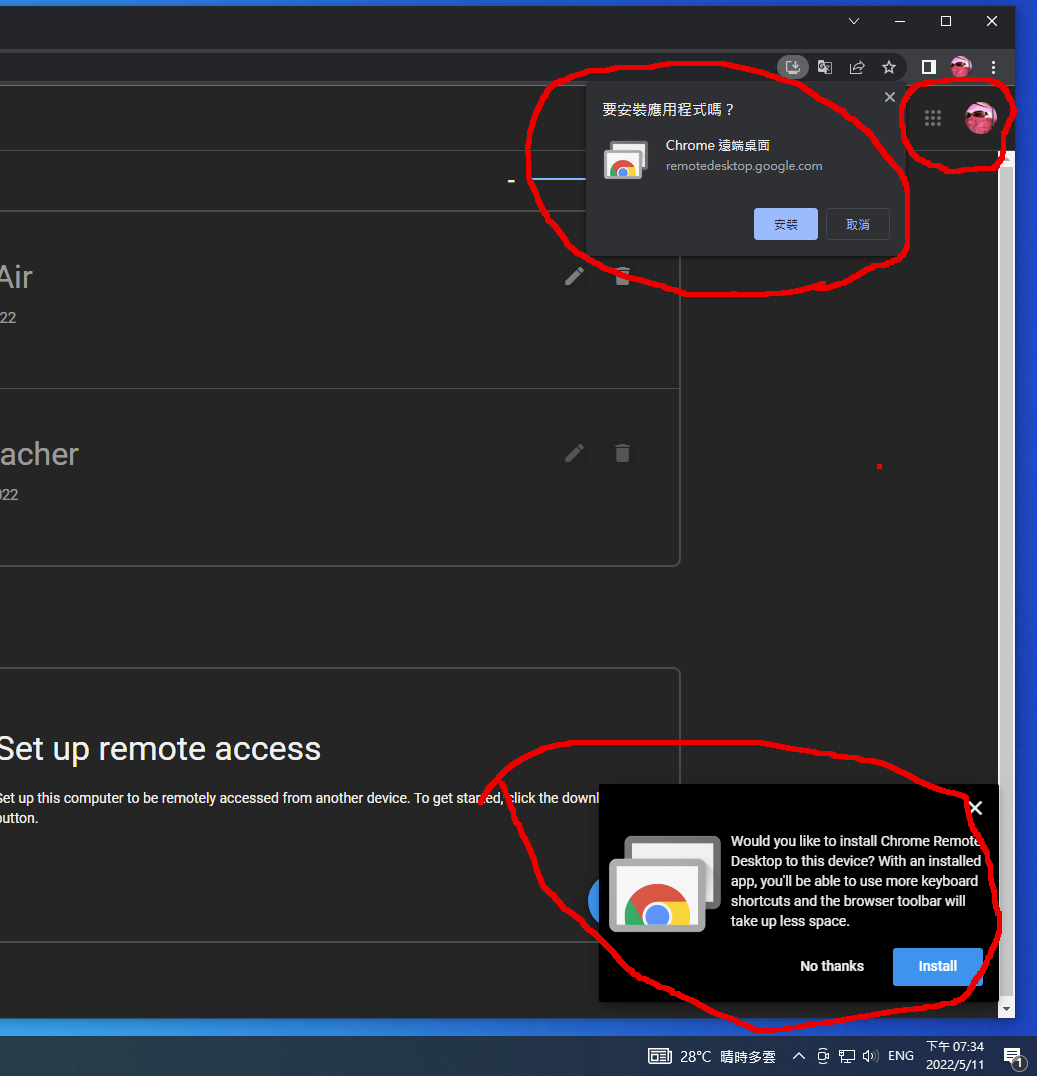 要安裝應用程式嗎？
Chrome 遠端桌面
remotedesktop.google.com
安裝
取消
Air
22
acher
022
Set up remote access
Set up this computer to be remotely accessed from another device. To get started, click the downl
button.
Would you like to install Chrome Remote
Desktop to this device? With an installed
app, you'll be able to use more keyboard
shortcuts and the browser toolbar will
take up less space.
No thanks
Install
28°C 晴時多雲
ENG
下午 07:34
2022/5/11
1